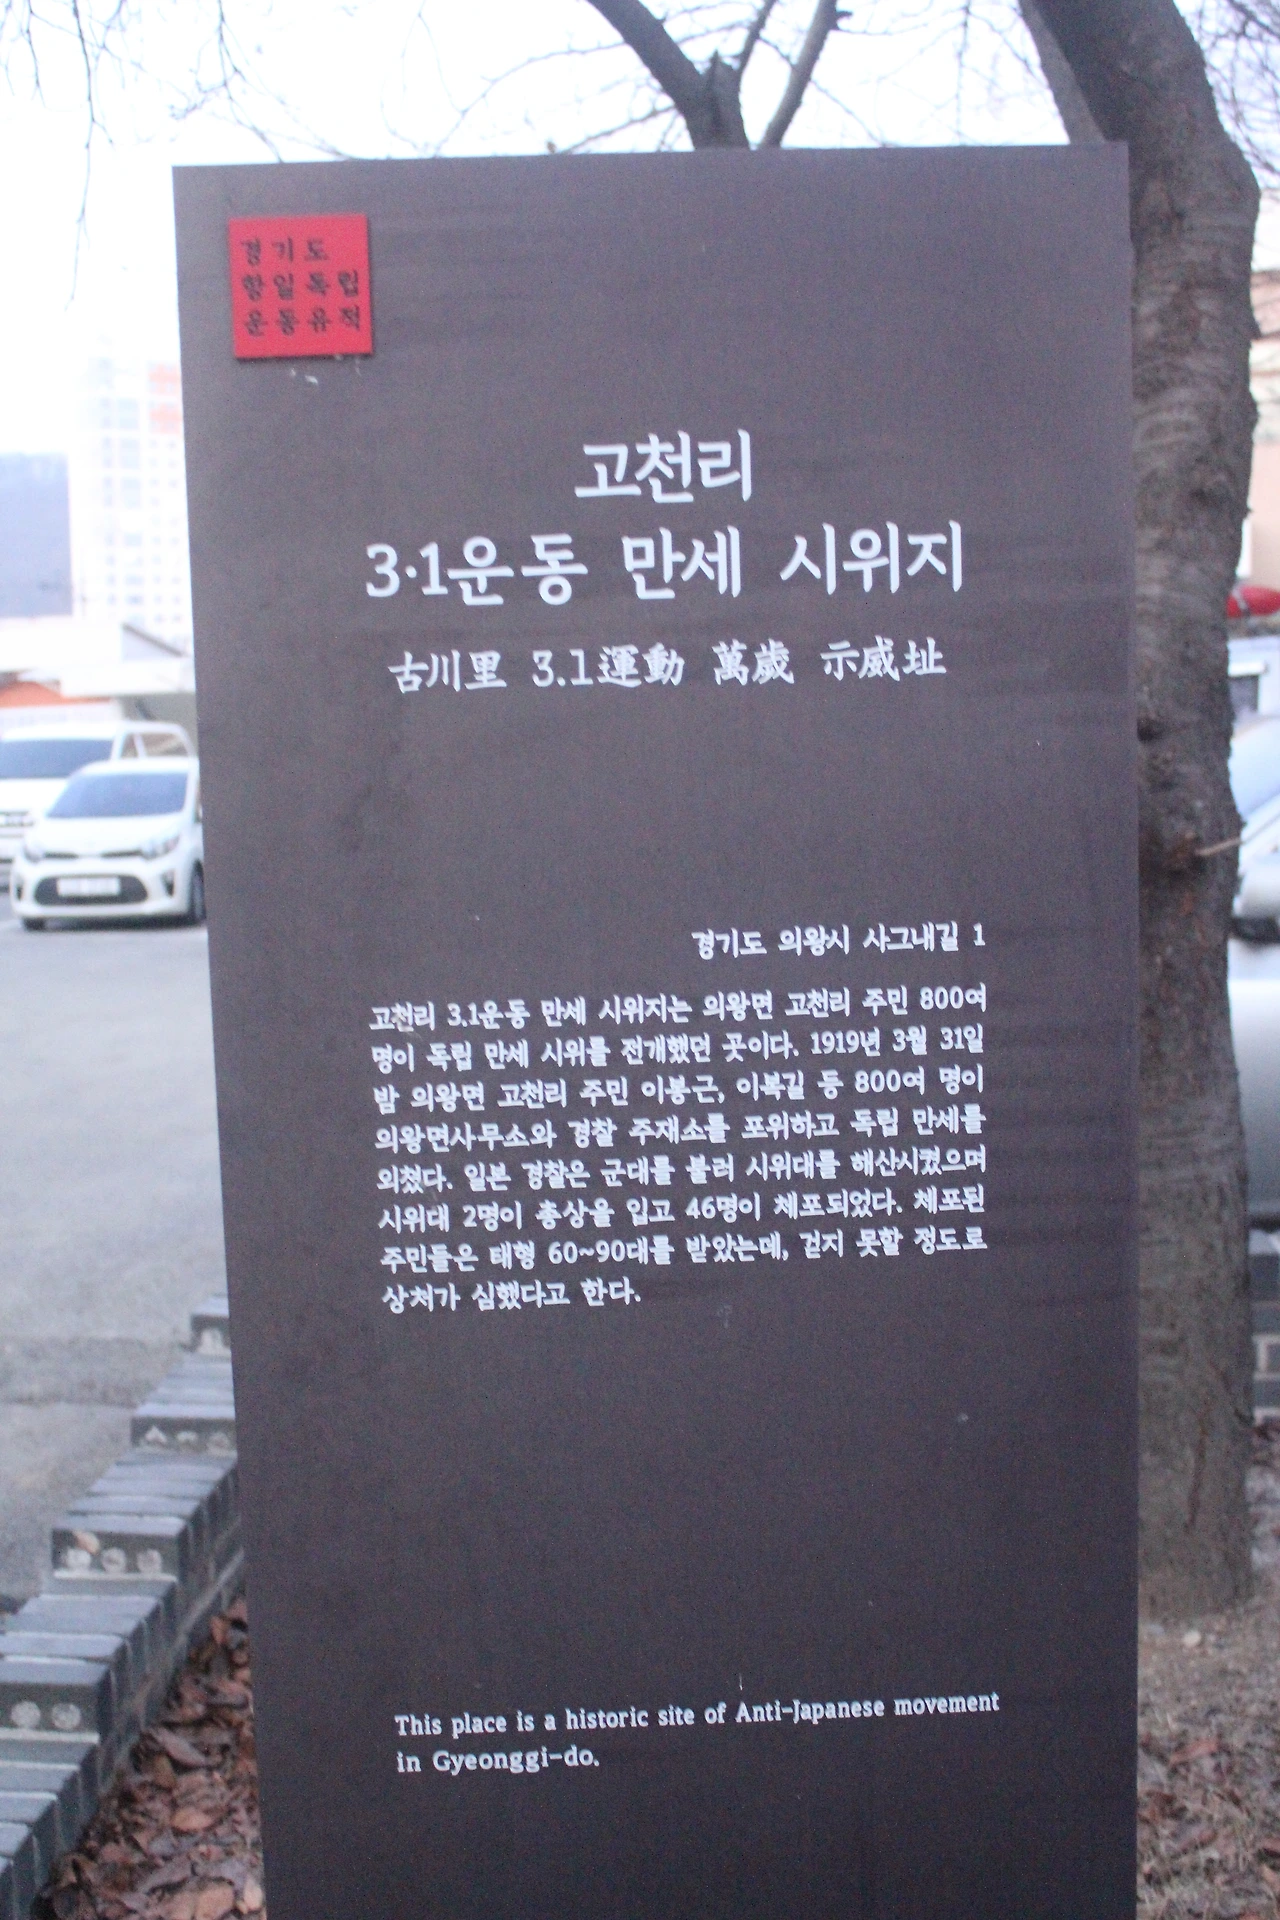 경기도
항일독립
운동유적
고천리
3·1운동 만세 시위지
古川里 3.1運動 萬歲 示威址
경기도 의왕시 사그내길 1
고천리 3.1운동 만세 시위지는 의왕면 고천리 주민 800여
명이 독립 만세 시위를 전개했던 곳이다. 1919년 3월 31일
밤 의왕면 고천리 주민 이봉근, 이복길 등 800여 명이
의왕면사무소와 경찰 주재소를 포위하고 독립 만세를
외쳤다. 일본 경찰은 군대를 불러 시위대를 해산시켰으며
시위대 2명이 총상을 입고 46명이 체포되었다. 체포된
주민들은 태형 60~90대를 받았는데, 걷지 못할 정도로
상처가 심했다고 한다.
This place is a historic site of Anti-Japanese movement
in Gyeonggi-do.